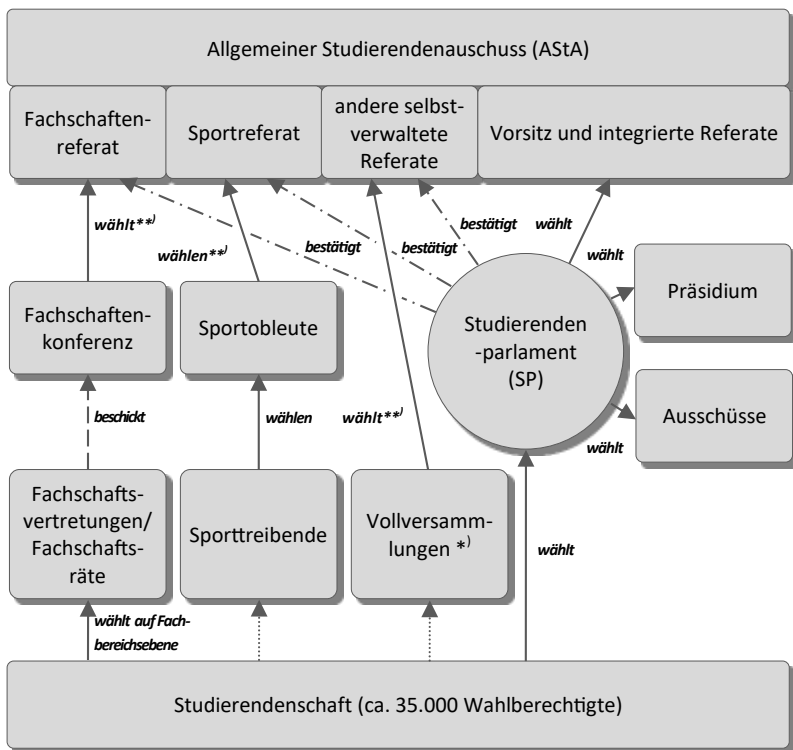 Allgemeiner Studierendenauschuss (AStA)
Fachschaften-
referat
Sportreferat
andere selbst-
verwaltete
Referate
Vorsitz und integrierte Referate
wählt**)
wählen**)
bestätigt
bestätigt
bestätigt
wählt
wählt
Fachschaften-
konferenz
Sportobleute
Studierenden
-parlament
(SP)
Präsidium
Ausschüsse
beschickt
wählen
wählt**)
wählt
Fachschafts-
vertretungen/
Fachschafts-
räte
Sporttreibende
Vollversamm-
lungen *)
wählt
wählt auf Fach-
bereichsebene
Studierendenschaft (ca. 35.000 Wahlberechtigte)